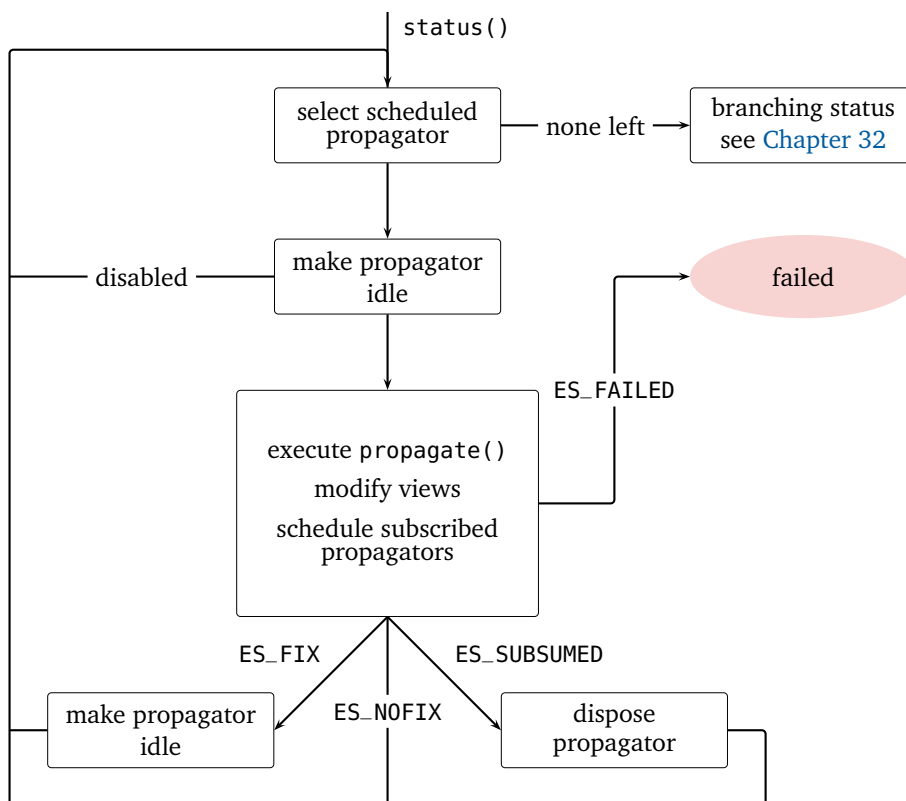 status()
select scheduled
propagator
none left
branching status
see Chapter 32
make propagator
idle
disabled
failed
ES_FAILED
execute propagate()
modify views
schedule subscribed
propagators
ES_FIX
ES_SUBSUMED
ES_NOFIX
make propagator
idle
dispose
propagator